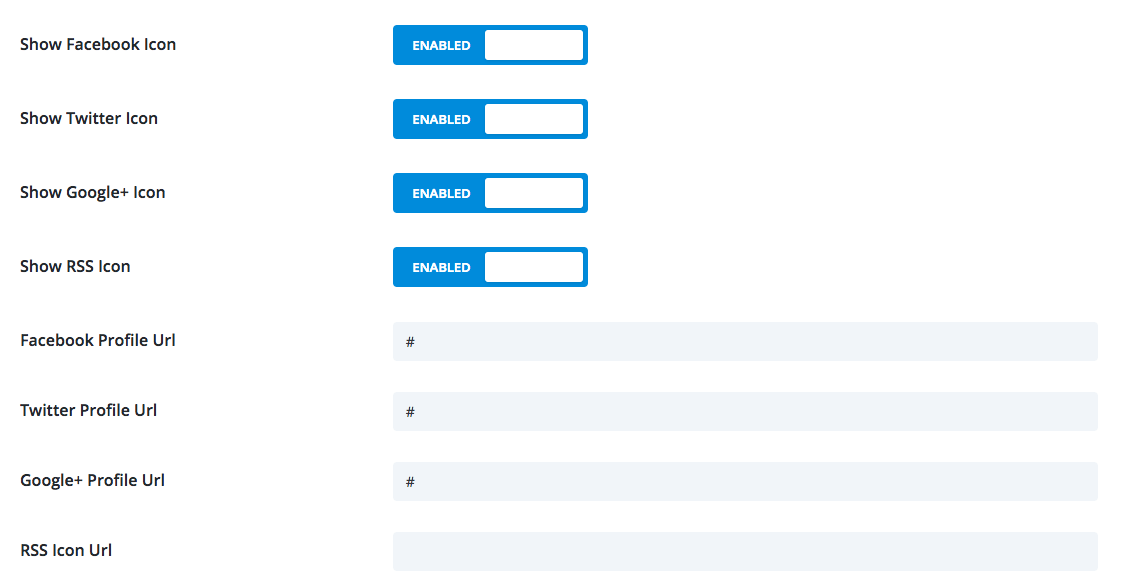 Show Facebook Icon ENABLED
Show Twitter Icon ENABLED
Show Google+ Icon ENABLED
Show RSS Icon ENABLED
Facebook Profile Url #
Twitter Profile Url #
Google+ Profile Url #
RSS Icon Url